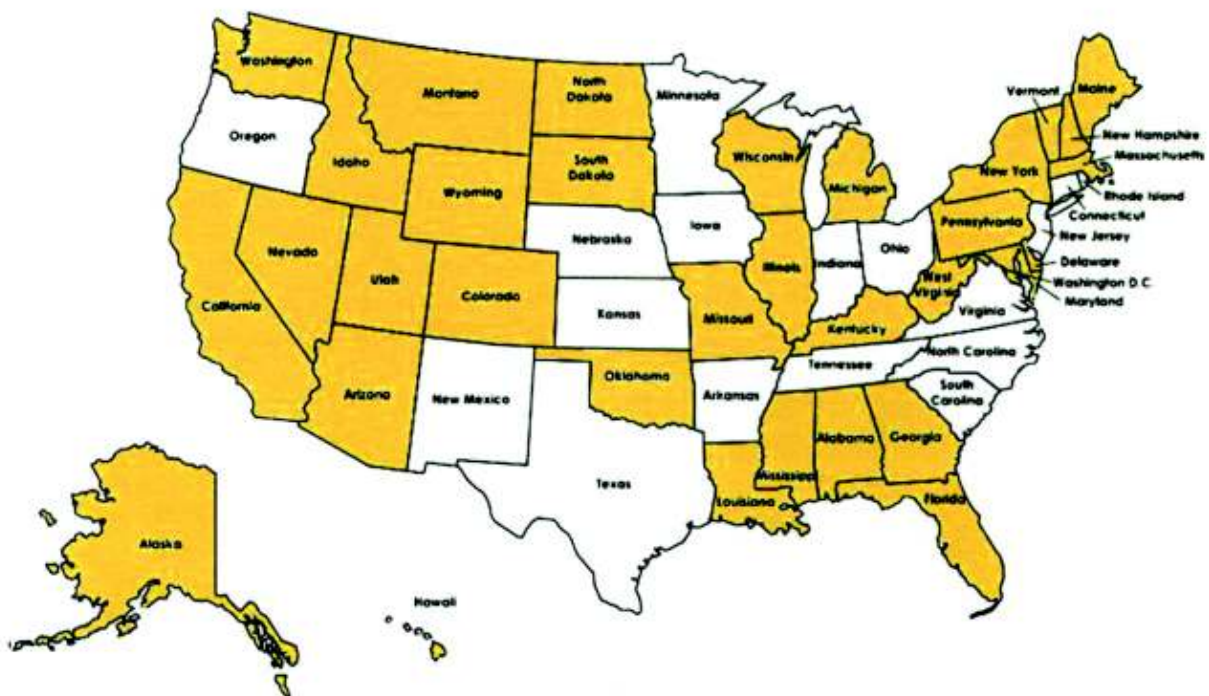 Washington
Montana
North
Dakota
Minnesota
Vermont
Maine
Oregon
Idaho
Wyoming
South
Dakota
Wisconsin
Michigan
New York
New Hampshire
Massachusetts
Rhode Island
Connecticut
New Jersey
Pennsylvania
Iowa
Nebraska
Nevada
Utah
Colorado
California
Illinois
Indiana
Ohio
Delaware
Washington D.C.
Maryland
West
Virginia
Virginia
Kansas
Missouri
Kentucky
North Carolina
Tennessee
South
Carolina
Arizona
New Mexico
Oklahoma
Arkansas
Texas
Louisiana
Mississippi
Alabama
Georgia
Florida
Alaska
Hawaii